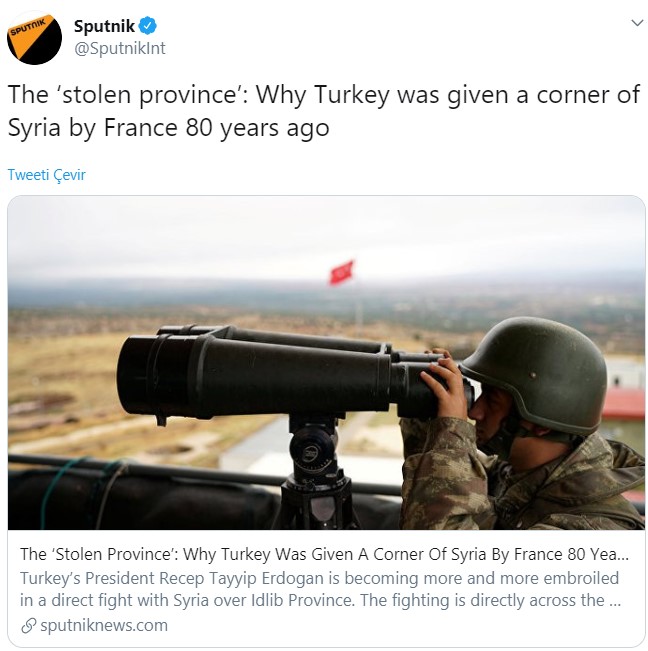 SPUTNIK
Sputnik
@SputnikInt
The ‘stolen province’: Why Turkey was given a corner of
Syria by France 80 years ago
Tweeti Çevir
The ‘Stolen Province’: Why Turkey Was Given A Corner Of Syria By France 80 Yea...
Turkey’s President Recep Tayyip Erdogan is becoming more and more embroiled
in a direct fight with Syria over Idlib Province. The fighting is directly across the ...
sputniknews.com